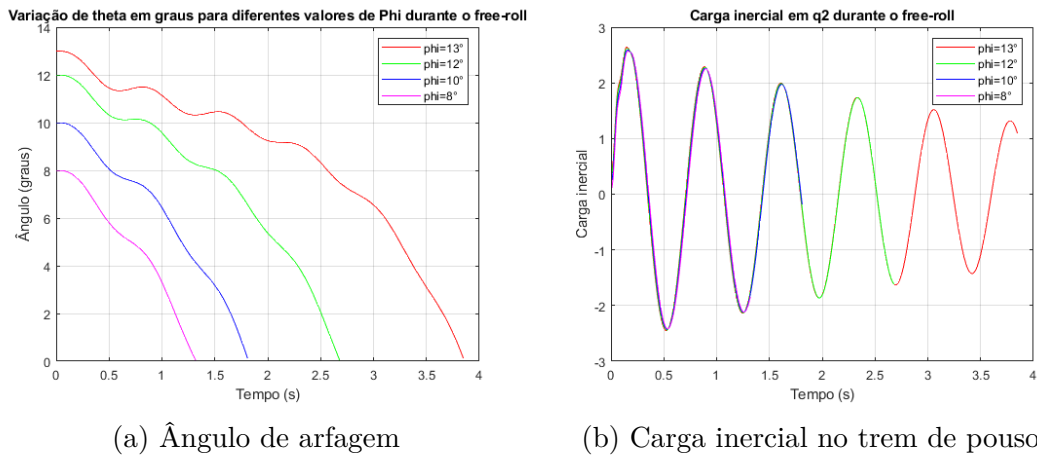 Variação de theta em graus para diferentes valores de Phi durante o free-roll
14
12
10
8
6
4
2
0
Ângulo (graus)
phi=13°
phi=12°
phi=10°
phi=8°
0
0.5
1
1.5
2
2.5
3
3.5
4
Tempo (s)
(a) Ângulo de arfagem
Carga inercial em q2 durante o free-roll
3
2
1
0
-1
-2
-3
Carga inercial
phi=13°
phi=12°
phi=10°
phi=8°
0
0.5
1
1.5
2
2.5
3
3.5
4
Tempo (s)
(b) Carga inercial no trem de pouso